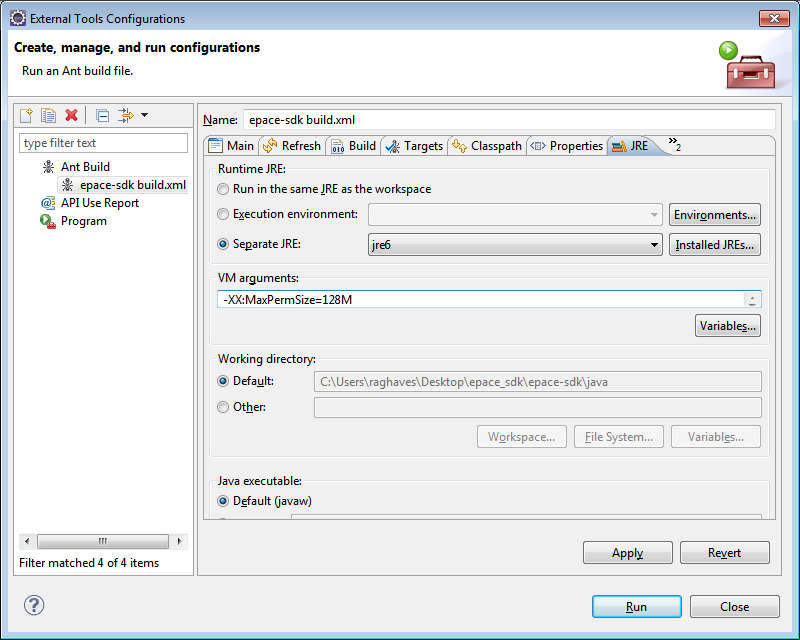 External Tools Configurations
Create, manage, and run configurations
Run an Ant build file.
type filter text
Ant Build
epace-sdk build.xml
API Use Report
Program
Filter matched 4 of 4 items
Name: epace-sdk build.xml
Main Refresh Build Targets Classpath Properties JRE »2
Runtime JRE:
Run in the same JRE as the workspace
Execution environment: Environments...
Separate JRE: jre6 Installed JREs...
VM arguments:
-XX:MaxPermSize=128M
Variables...
Working directory:
Default: C:\Users\raghaves\Desktop\epace_sdk\epace-sdk\java
Other:
Workspace... File System... Variables...
Java executable:
Default (javaw)
Apply Revert
? Run Close